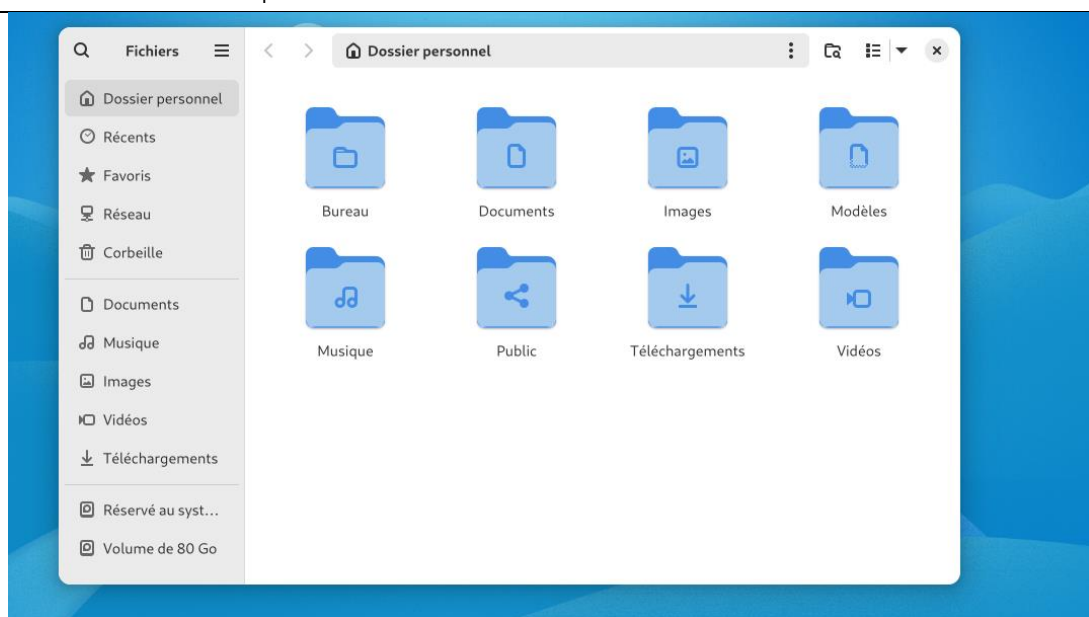 Fichiers
Dossier personnel
Dossier personnel
Récents
Favoris
Réseau
Corbeille
Documents
Musique
Images
Vidéos
Téléchargements
Réservé au syst...
Volume de 80 Go
Bureau Documents Images Modèles
Musique Public Téléchargements Vidéos